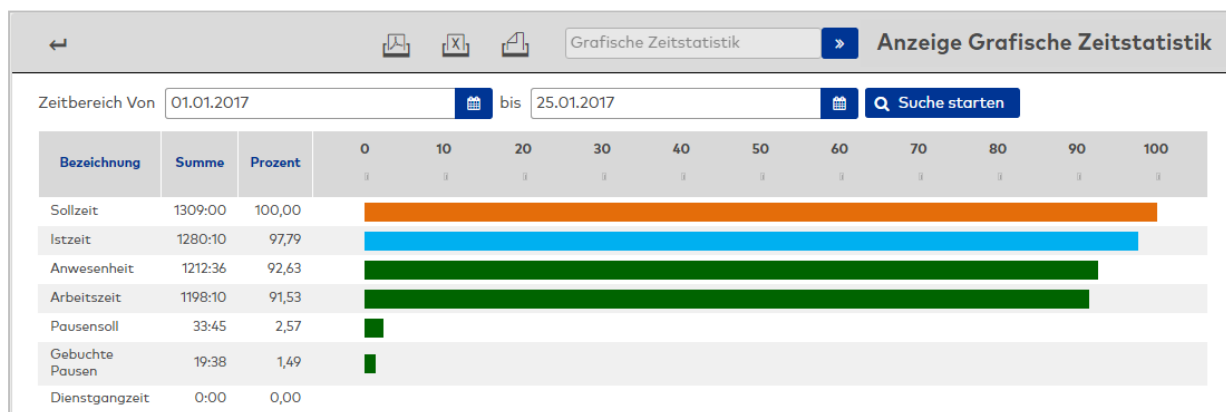 Grafische Zeitstatistik » Anzeige Grafische Zeitstatistik
Zeitbereich Von 01.01.2017 bis 25.01.2017 Suche starten
Bezeichnung Summe Prozent 0 10 20 30 40 50 60 70 80 90 100
Sollzeit 1309:00 100,00
Istzeit 1280:10 97,79
Anwesenheit 1212:36 92,63
Arbeitszeit 1198:10 91,53
Pausensoll 33:45 2,57
Gebuchte
Pausen 19:38 1,49
Dienstgangzeit 0:00 0,00